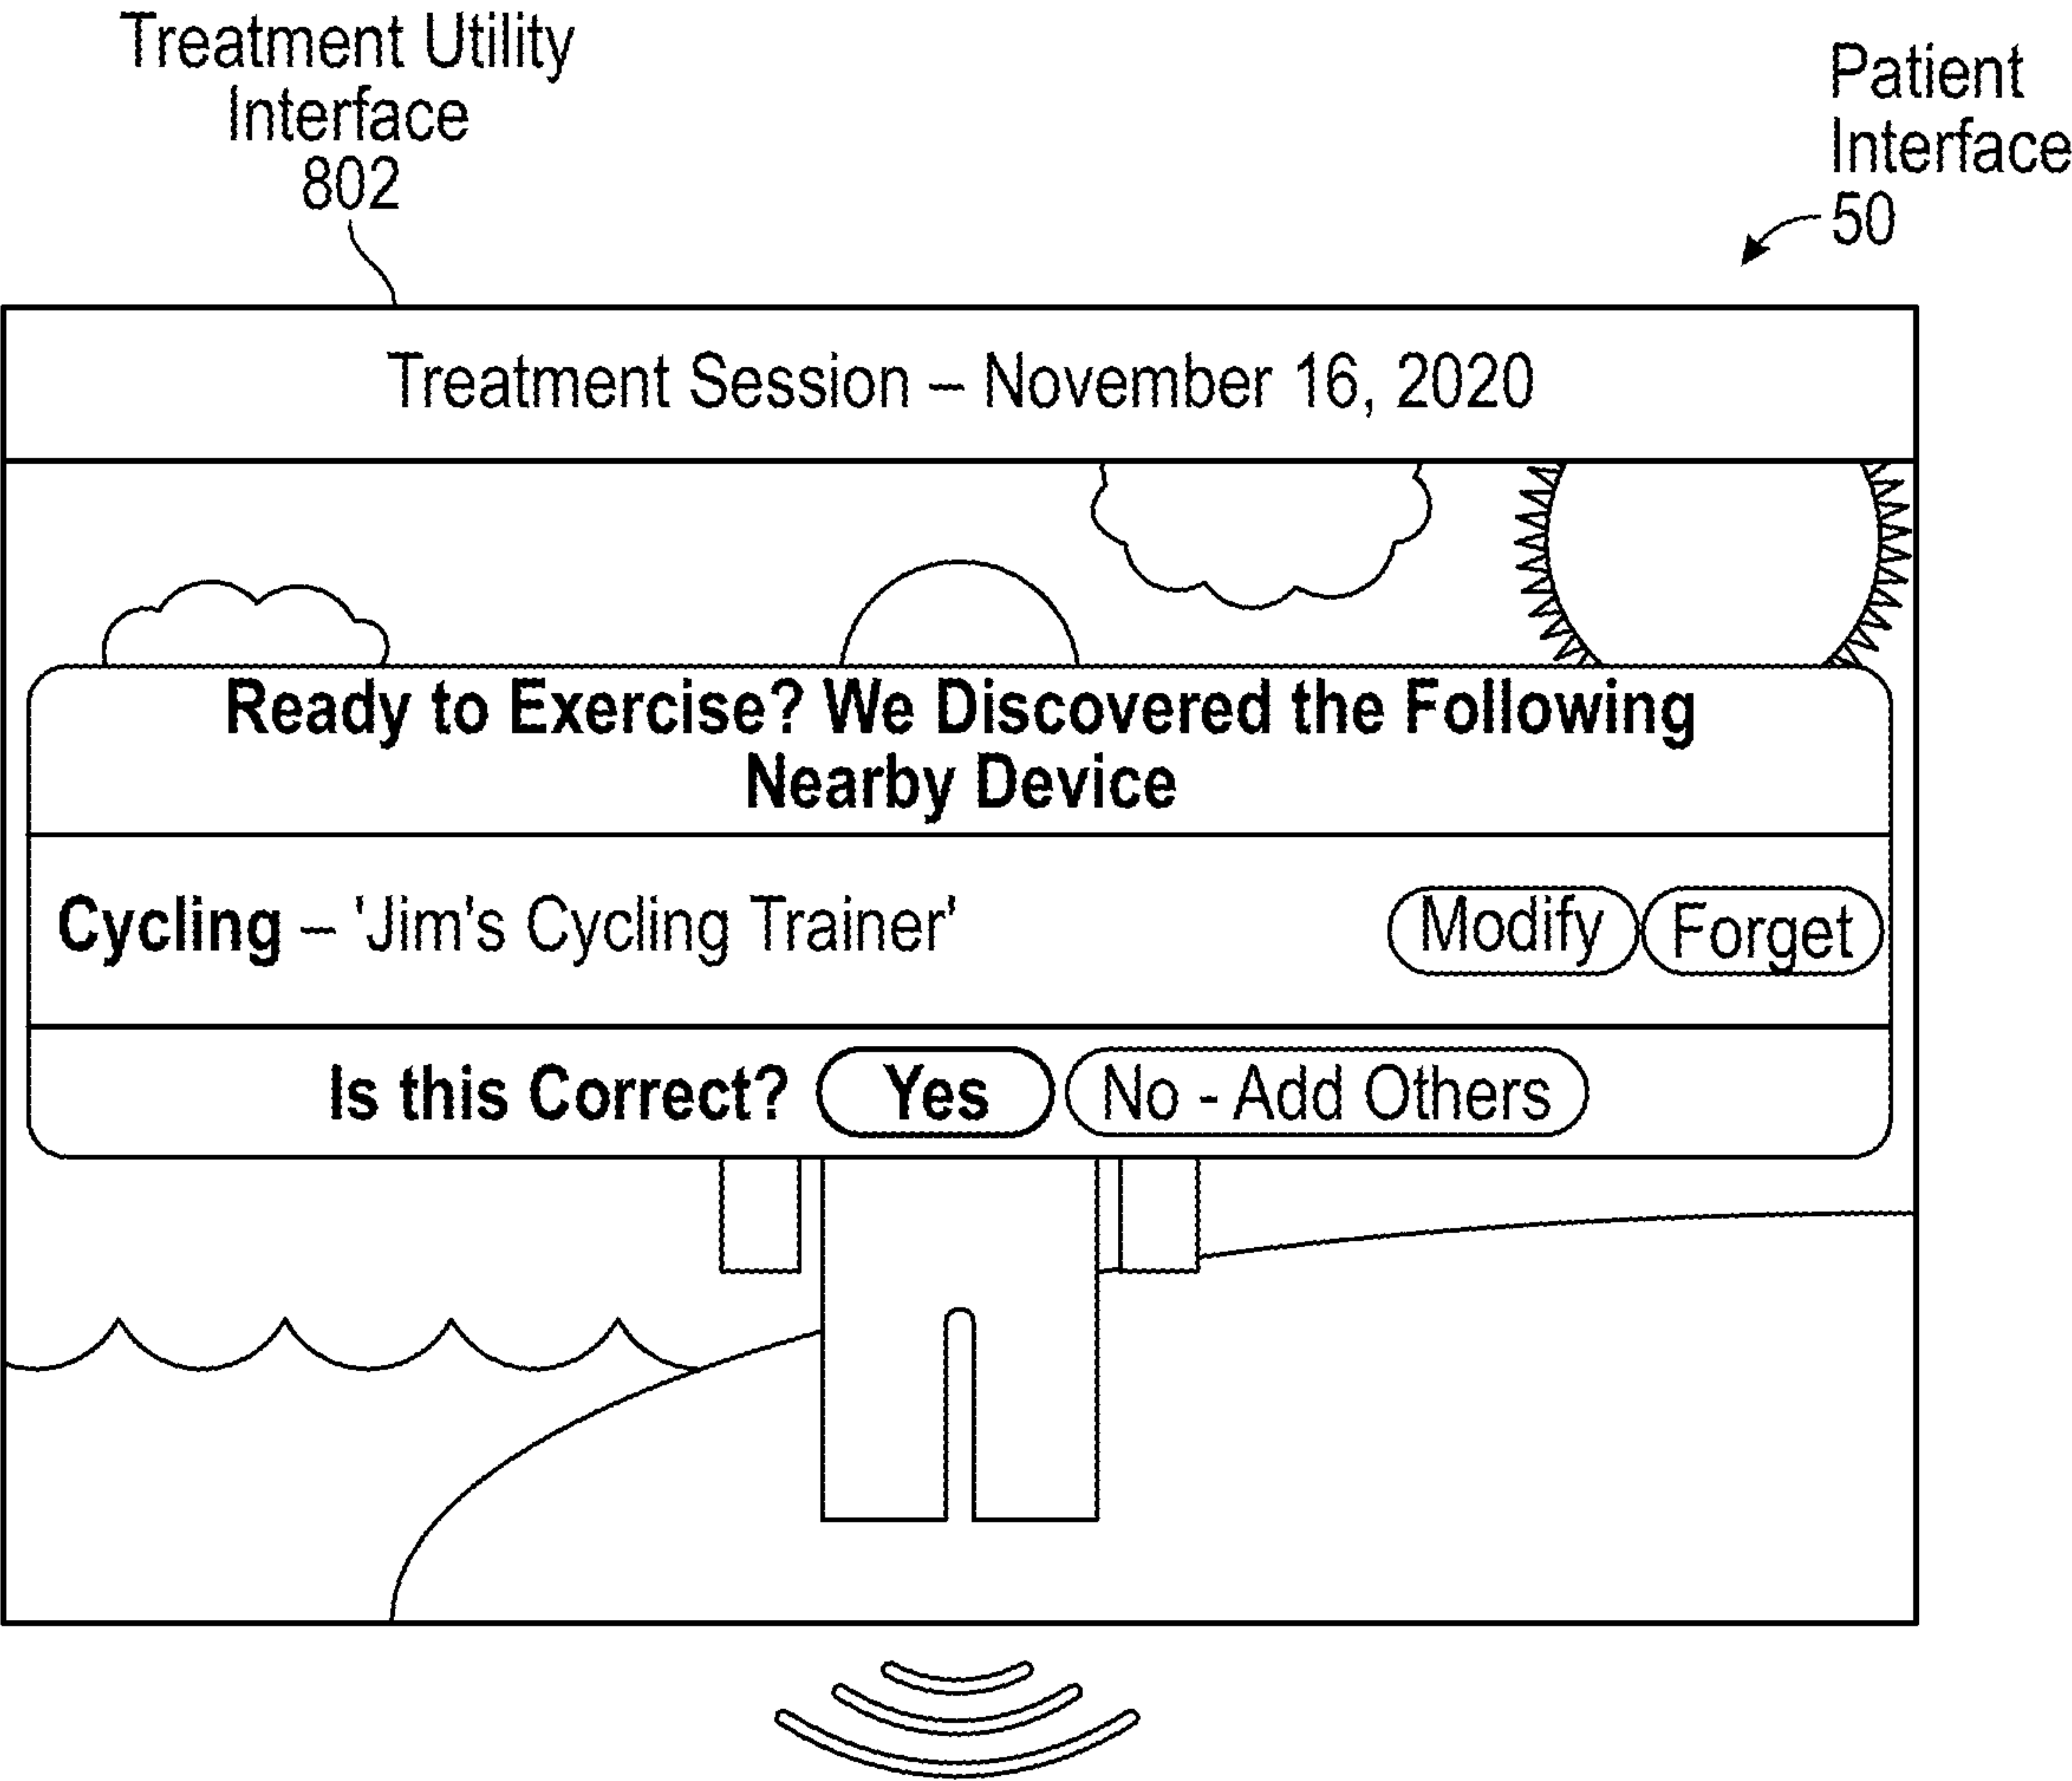 Treatment Utility
Interface
802
Patient
Interface
50
Treatment Session – November 16, 2020
Ready to Exercise? We Discovered the Following
Nearby Device
Cycling – 'Jim's Cycling Trainer' Modify Forget
Is this Correct? Yes No - Add Others